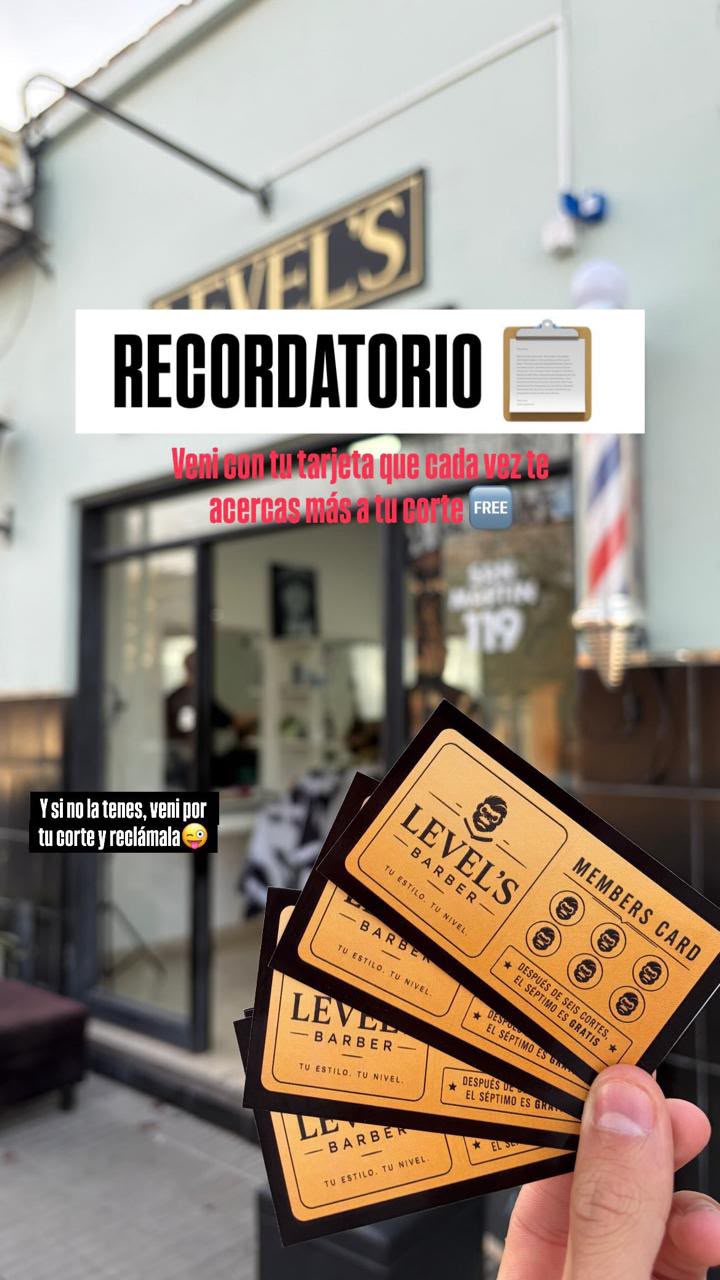 LEVEL'S
RECORDATORIO
Veni con tu tarjeta que cada vez te
acercas más a tu corte FREE
SAN
MARTIN
119
Y si no la tenes, veni por
tu corte y reclámala
LEVEL'S
BARBER
TU ESTILO. TU NIVEL.
MEMBERS CARD
DESPUÉS DE SEIS CORTES,
EL SÉPTIMO ES GRATIS
BARBER
TU ESTILO. TU NIVEL.
DESPUÉS
EL SÉPTIMO ES
LEVEL
BARBER
TU ESTILO. TU NIVEL.
DESPUÉS DE
EL SÉPTIMO ES GRA
BARBER
TU ESTILO. TU NIVEL.